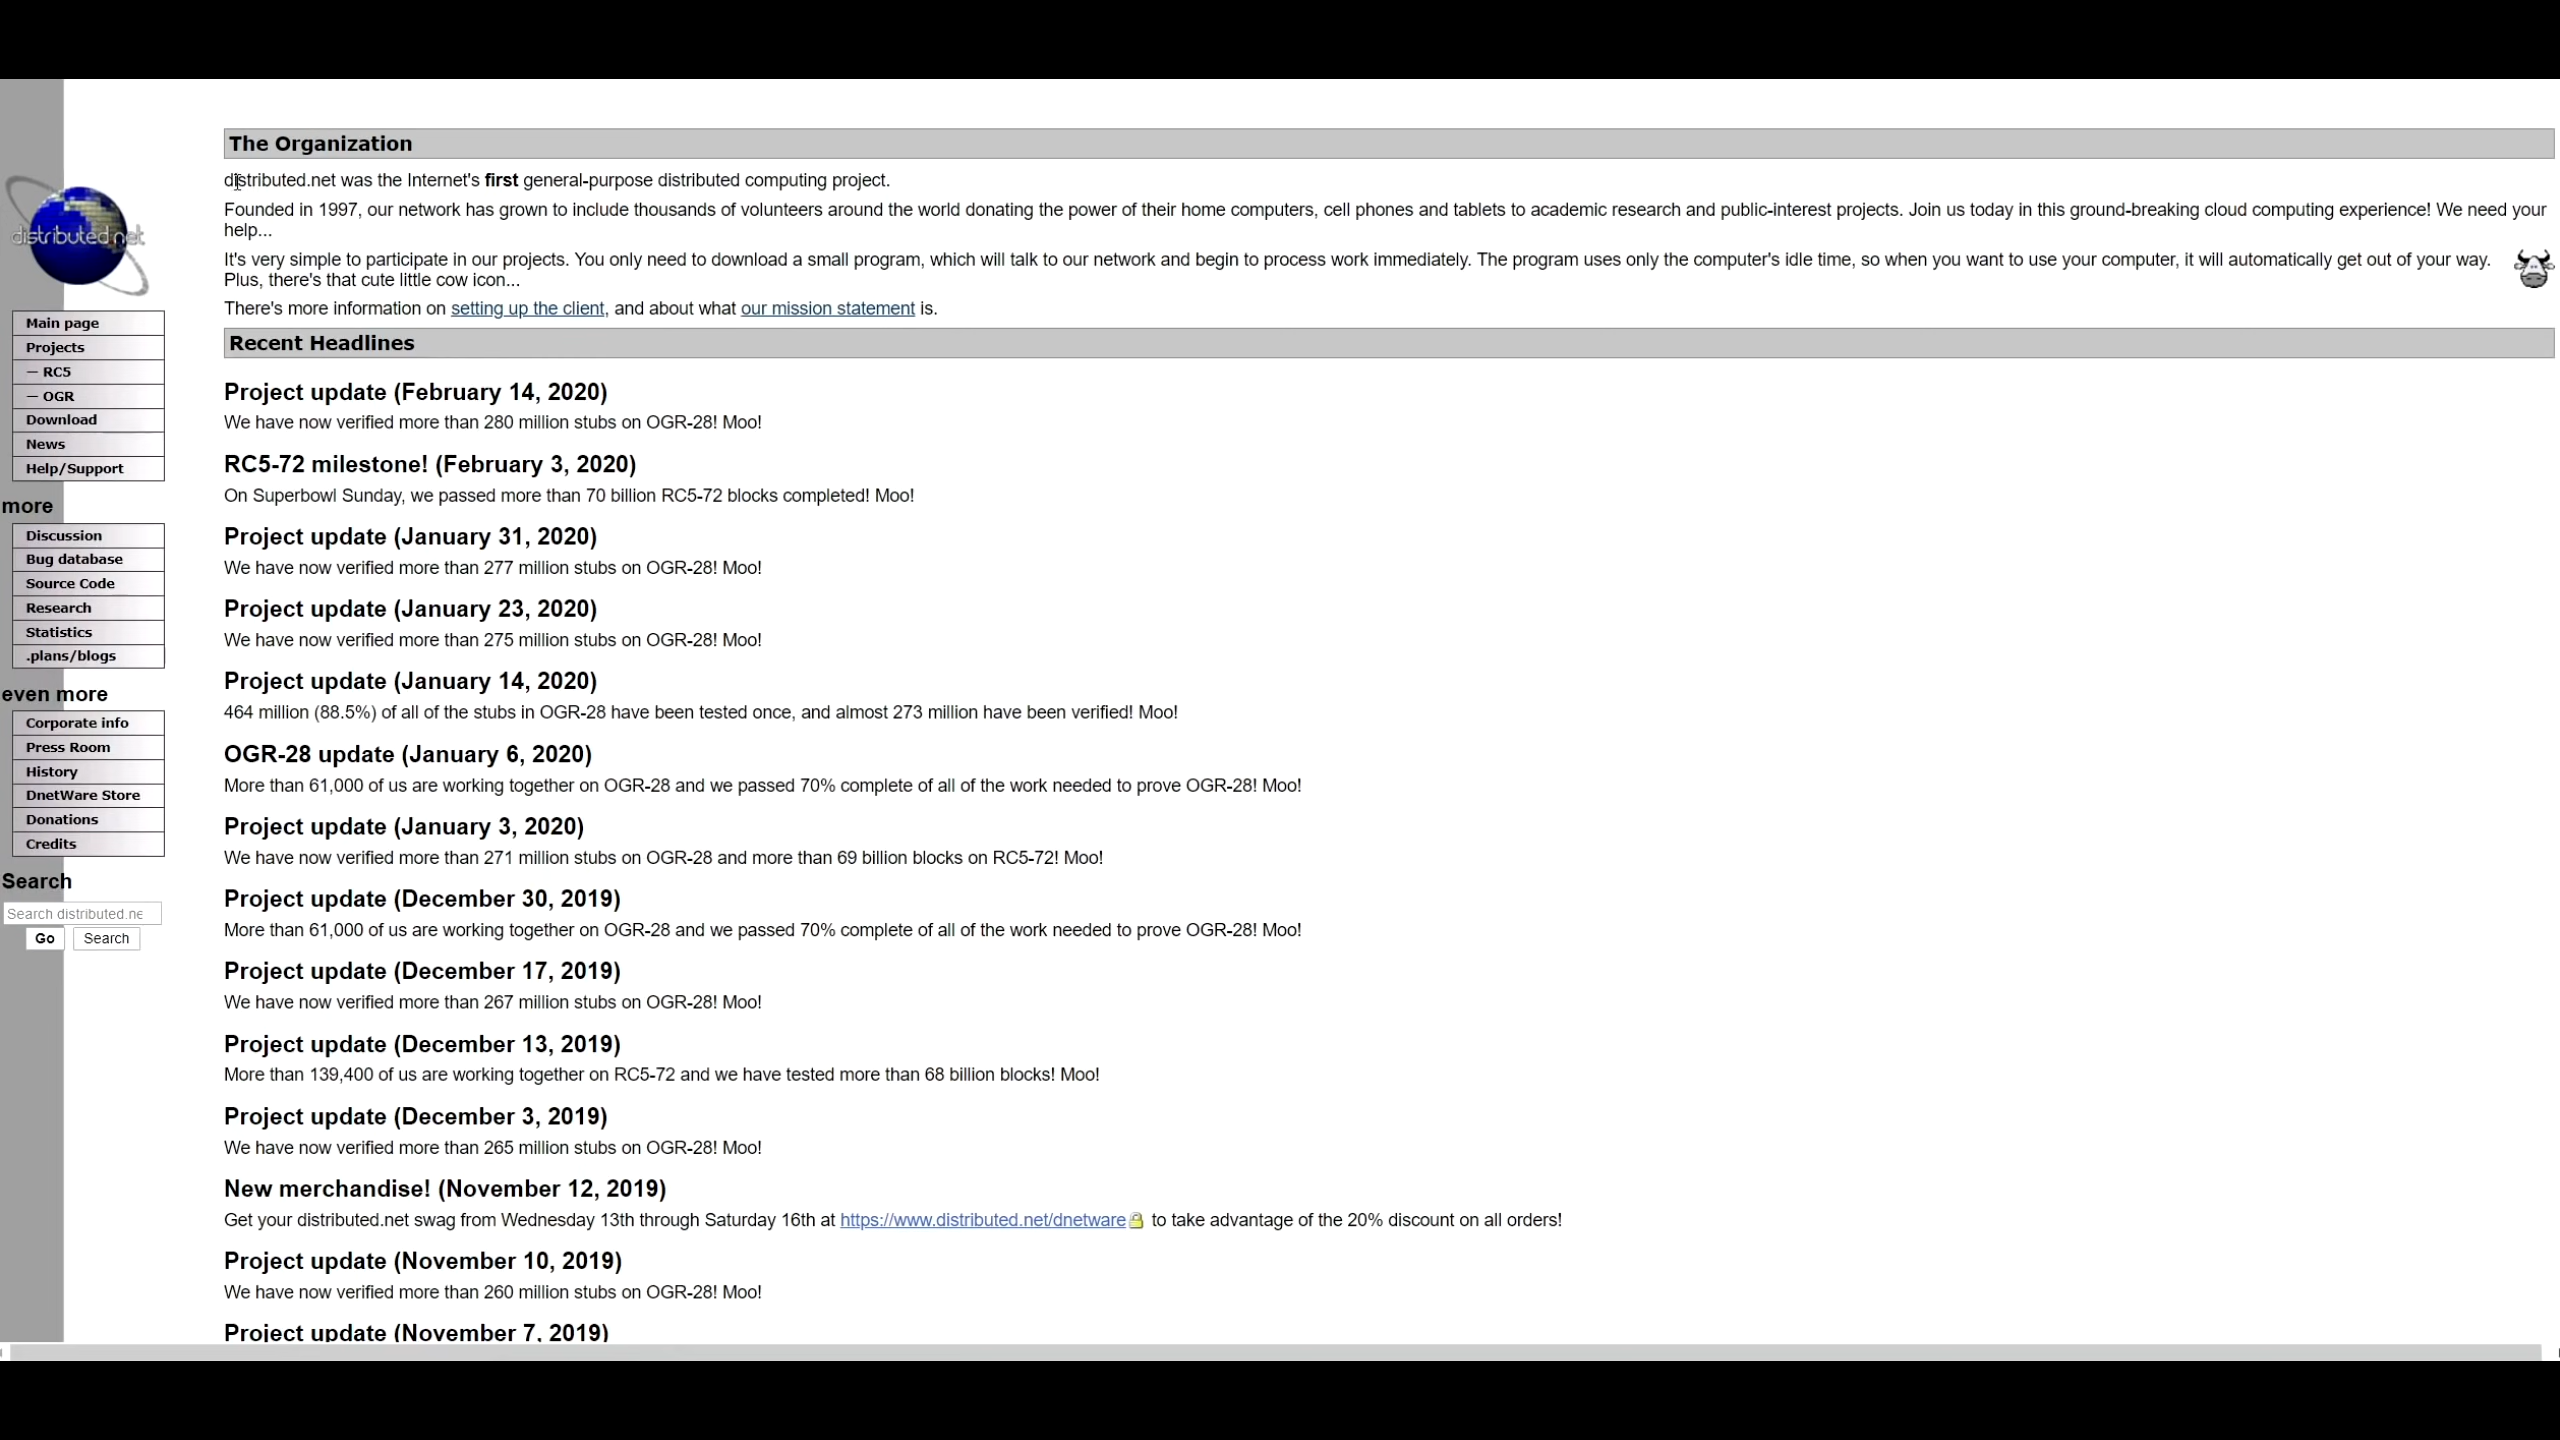 The Organization
distributed.net was the Internet's first general-purpose distributed computing project.
Founded in 1997, our network has grown to include thousands of volunteers around the world donating the power of their home computers, cell phones and tablets to academic research and public-interest projects. Join us today in this ground-breaking cloud computing experience! We need your
help...
It's very simple to participate in our projects. You only need to download a small program, which will talk to our network and begin to process work immediately. The program uses only the computer's idle time, so when you want to use your computer, it will automatically get out of your way.
Plus, there's that cute little cow icon...
There's more information on setting up the client, and about what our mission statement is.
distributed.net
Main page
Projects
— RC5
— OGR
Download
News
Help/Support
more
Discussion
Bug database
Source Code
Research
Statistics
.plans/blogs
even more
Corporate info
Press Room
History
DnetWare Store
Donations
Credits
Search
Search distributed.ne
Go Search
Recent Headlines
Project update (February 14, 2020)
We have now verified more than 280 million stubs on OGR-28! Moo!
RC5-72 milestone! (February 3, 2020)
On Superbowl Sunday, we passed more than 70 billion RC5-72 blocks completed! Moo!
Project update (January 31, 2020)
We have now verified more than 277 million stubs on OGR-28! Moo!
Project update (January 23, 2020)
We have now verified more than 275 million stubs on OGR-28! Moo!
Project update (January 14, 2020)
464 million (88.5%) of all of the stubs in OGR-28 have been tested once, and almost 273 million have been verified! Moo!
OGR-28 update (January 6, 2020)
More than 61,000 of us are working together on OGR-28 and we passed 70% complete of all of the work needed to prove OGR-28! Moo!
Project update (January 3, 2020)
We have now verified more than 271 million stubs on OGR-28 and more than 69 billion blocks on RC5-72! Moo!
Project update (December 30, 2019)
More than 61,000 of us are working together on OGR-28 and we passed 70% complete of all of the work needed to prove OGR-28! Moo!
Project update (December 17, 2019)
We have now verified more than 267 million stubs on OGR-28! Moo!
Project update (December 13, 2019)
More than 139,400 of us are working together on RC5-72 and we have tested more than 68 billion blocks! Moo!
Project update (December 3, 2019)
We have now verified more than 265 million stubs on OGR-28! Moo!
New merchandise! (November 12, 2019)
Get your distributed.net swag from Wednesday 13th through Saturday 16th at https://www.distributed.net/dnetware to take advantage of the 20% discount on all orders!
Project update (November 10, 2019)
We have now verified more than 260 million stubs on OGR-28! Moo!
Project update (November 7, 2019)